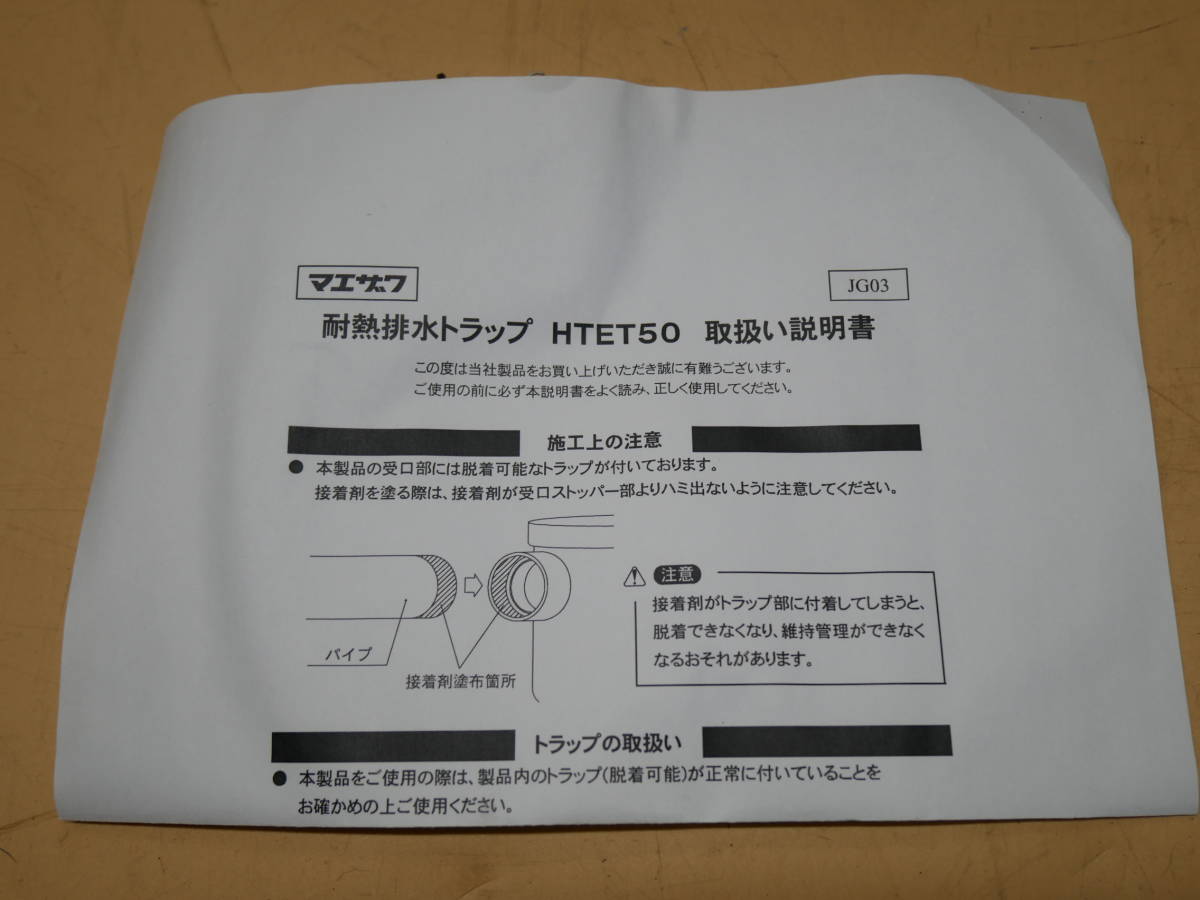 マエザワ
JG03
耐熱排水トラップ HTET50 取扱い説明書
この度は当社製品をお買い上げいただき誠に有難うございます。
ご使用の前に必ず本説明書をよく読み、正しく使用してください。
施工上の注意
● 本製品の受口部には脱着可能なトラップが付いております。
接着剤を塗る際は、接着剤が受口ストッパー部よりハミ出ないように注意してください。
注意
接着剤がトラップ部に付着してしまうと、
脱着できなくなり、維持管理ができなく
なるおそれがあります。
パイプ
接着剤塗布箇所
トラップの取扱い
● 本製品をご使用の際は、製品内のトラップ(脱着可能)が正常に付いていることを
お確かめの上ご使用ください。